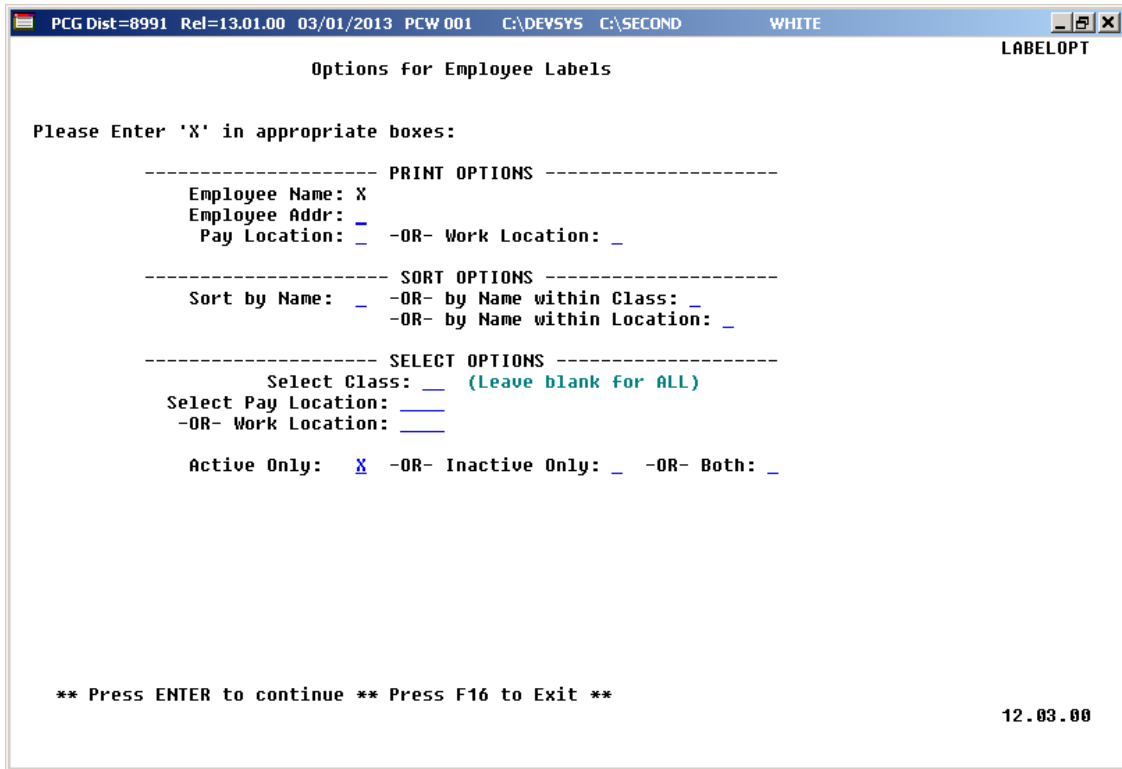 PCG Dist=8991 Rel=13.01.00 03/01/2013 PCW 001 C:\DEVSYS C:\SECOND WHITE
LABELOPT
Options for Employee Labels
Please Enter 'X' in appropriate boxes:
--------------------- PRINT OPTIONS ---------------------
Employee Name: X
Employee Addr: _
Pay Location: _ -OR- Work Location: _
---------------------- SORT OPTIONS ---------------------
Sort by Name: _ -OR- by Name within Class: _
-OR- by Name within Location: _
--------------------- SELECT OPTIONS --------------------
Select Class: __ (Leave blank for ALL)
Select Pay Location: ____
-OR- Work Location: ____
Active Only: X -OR- Inactive Only: _ -OR- Both: _
** Press ENTER to continue ** Press F16 to Exit **
12.03.00